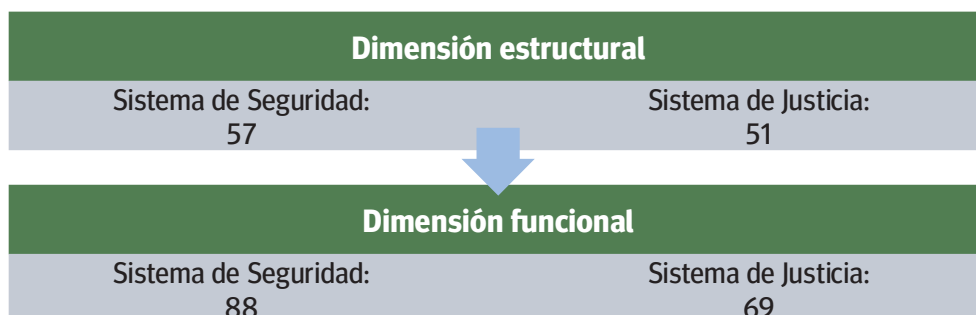 Dimensión estructural
Sistema de Seguridad:
57
Sistema de Justicia:
51
Dimensión funcional
Sistema de Seguridad:
88
Sistema de Justicia:
69